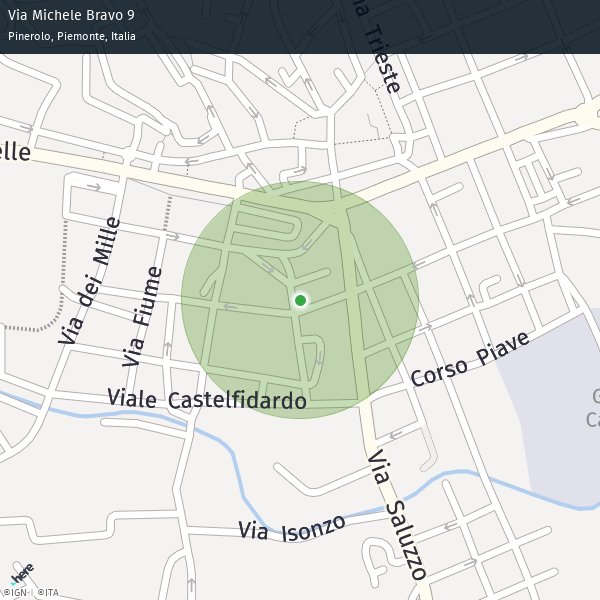 Via Michele Bravo 9
Pinerolo, Piemonte, Italia
Trieste
elle
Via dei Mille
Via Fiume
Corso Piave
Viale Castelfidardo
G
Ca
Via Saluzzo
Via Isonzo
here
©IGN | ©ITA